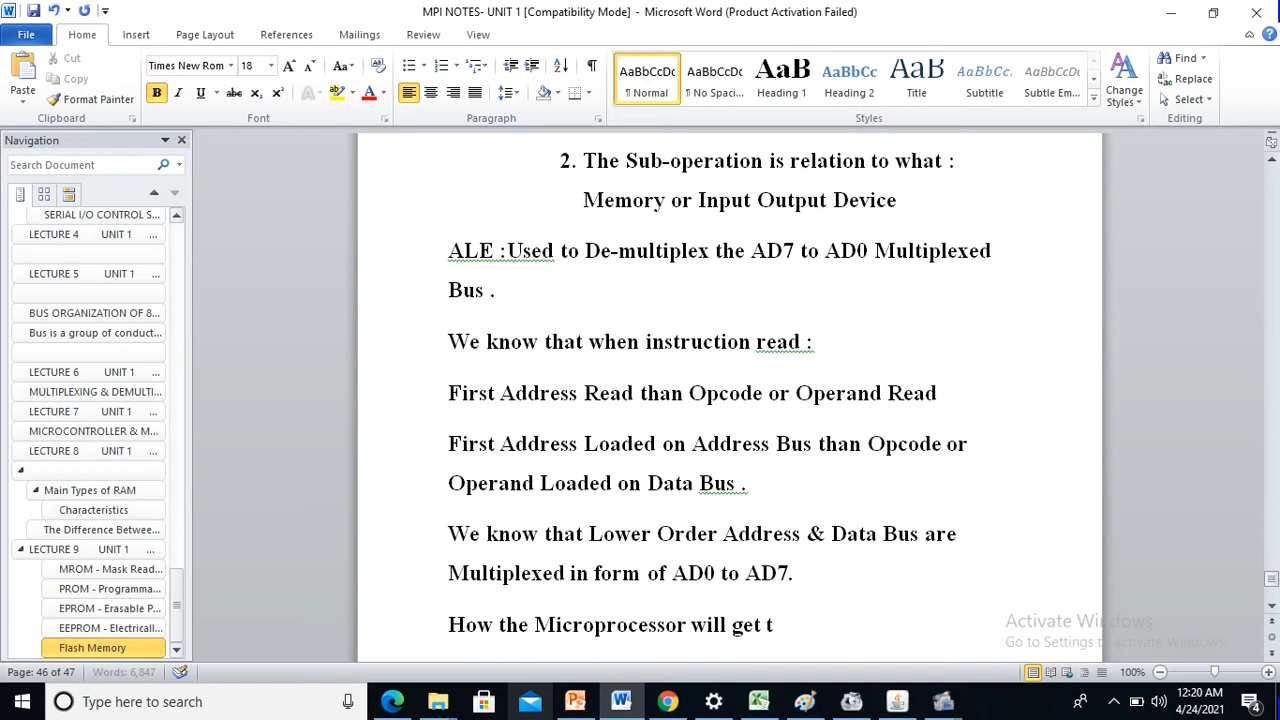 MPI NOTES- UNIT 1 [Compatibility Mode] - Microsoft Word (Product Activation Failed)
File Home Insert Page Layout References Mailings Review View
Paste
Cut
Copy
Format Painter
Clipboard
Times New Rom 18
Font
Paragraph
AaBbCcDc AaBbCcDc AaB AaBbCc AaB AaBbCcL AaBbCcDc
¶ Normal ¶ No Spaci... Heading 1 Heading 2 Title Subtitle Subtle Em...
Styles
Change Styles
Find
Replace
Select
Editing
Navigation
Search Document
SERIAL I/O CONTROL S...
LECTURE 4 UNIT 1 ...
LECTURE 5 UNIT 1 ...
BUS ORGANIZATION OF 8...
Bus is a group of conduct...
LECTURE 6 UNIT 1 ...
MULTIPLEXING & DEMULTI...
LECTURE 7 UNIT 1 ...
MICROCONTROLLER & M...
LECTURE 8 UNIT 1 ...
Main Types of RAM
Characteristics
The Difference Betwee...
LECTURE 9 UNIT 1 ...
MROM - Mask Read...
PROM - Programma...
EPROM - Erasable P...
EEPROM - Electricall...
Flash Memory
2. The Sub-operation is relation to what :
Memory or Input Output Device
ALE :Used to De-multiplex the AD7 to AD0 Multiplexed
Bus .
We know that when instruction read :
First Address Read than Opcode or Operand Read
First Address Loaded on Address Bus than Opcode or
Operand Loaded on Data Bus .
We know that Lower Order Address & Data Bus are
Multiplexed in form of AD0 to AD7.
How the Microprocessor will get t
Activate Windows
Go to Settings to activate Windows.
Page: 46 of 47 Words: 6,847
100%
Type here to search
12:20 AM
4/24/2021
4